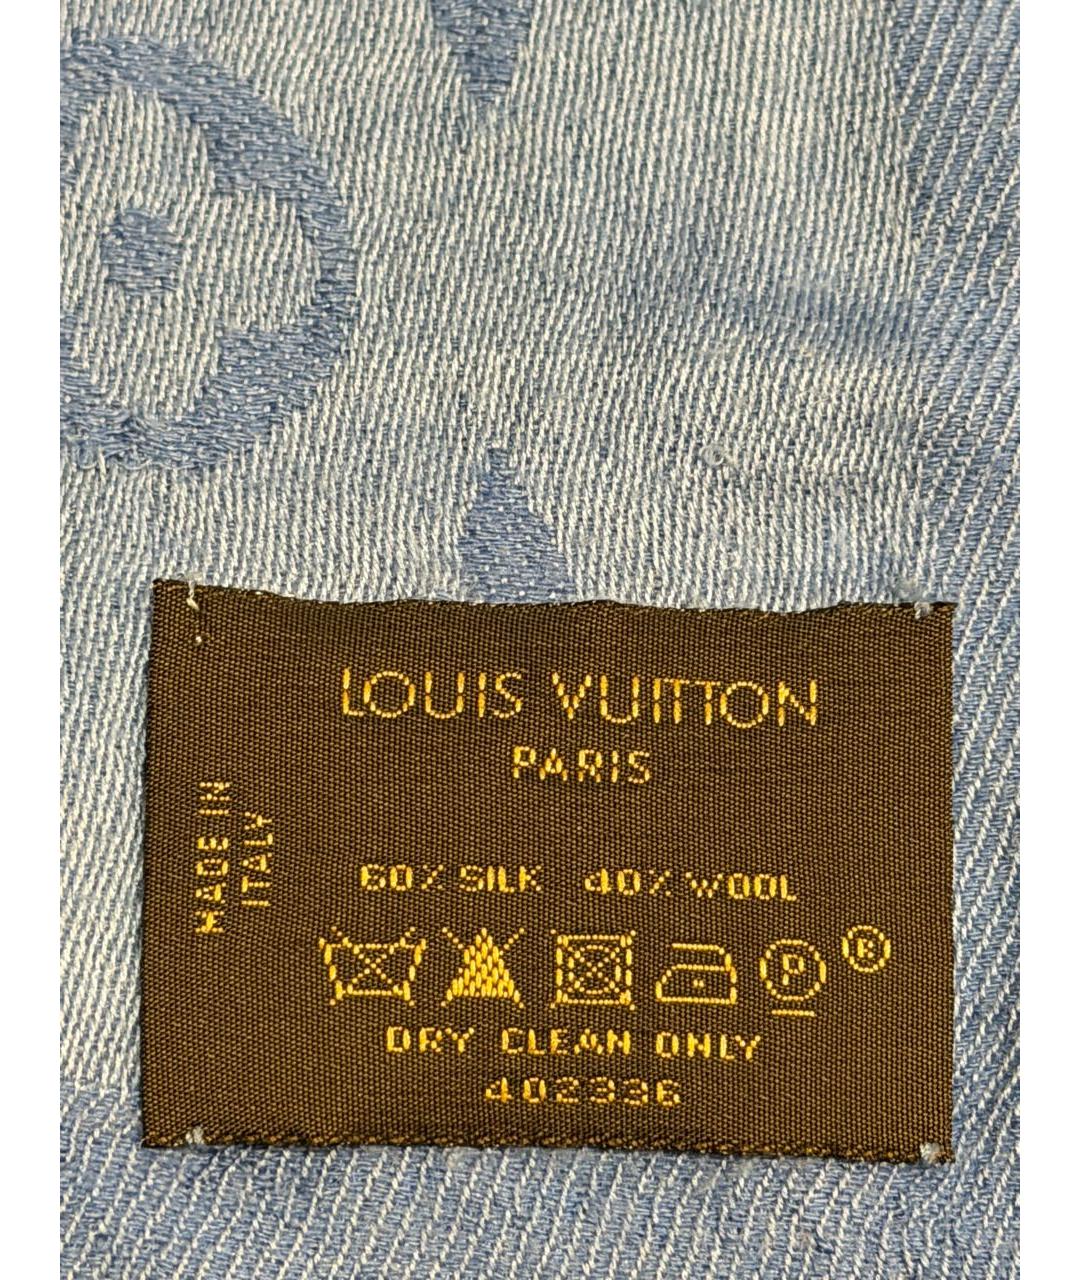 LOUIS VUITTON
PARIS
MADE IN
ITALY
60% SILK 40% WOOL
P ®
DRY CLEAN ONLY
402336